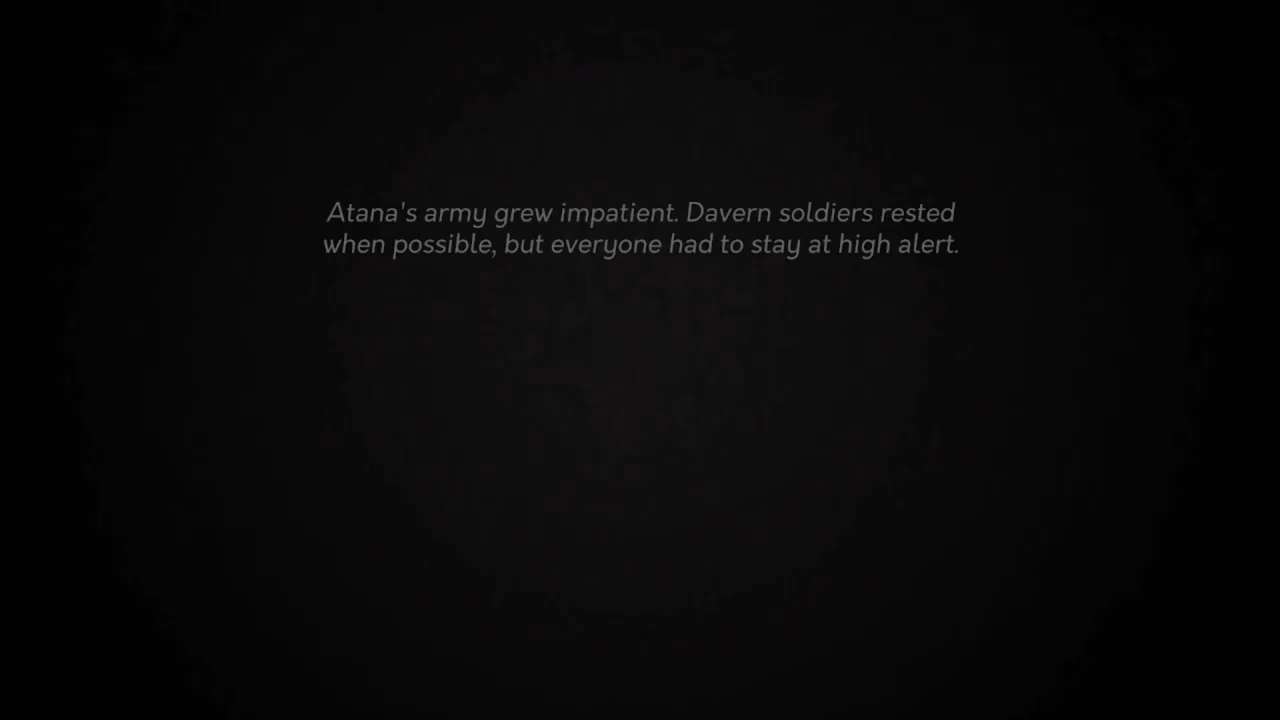 Atana's army grew impatient. Davern soldiers rested
when possible, but everyone had to stay at high alert.